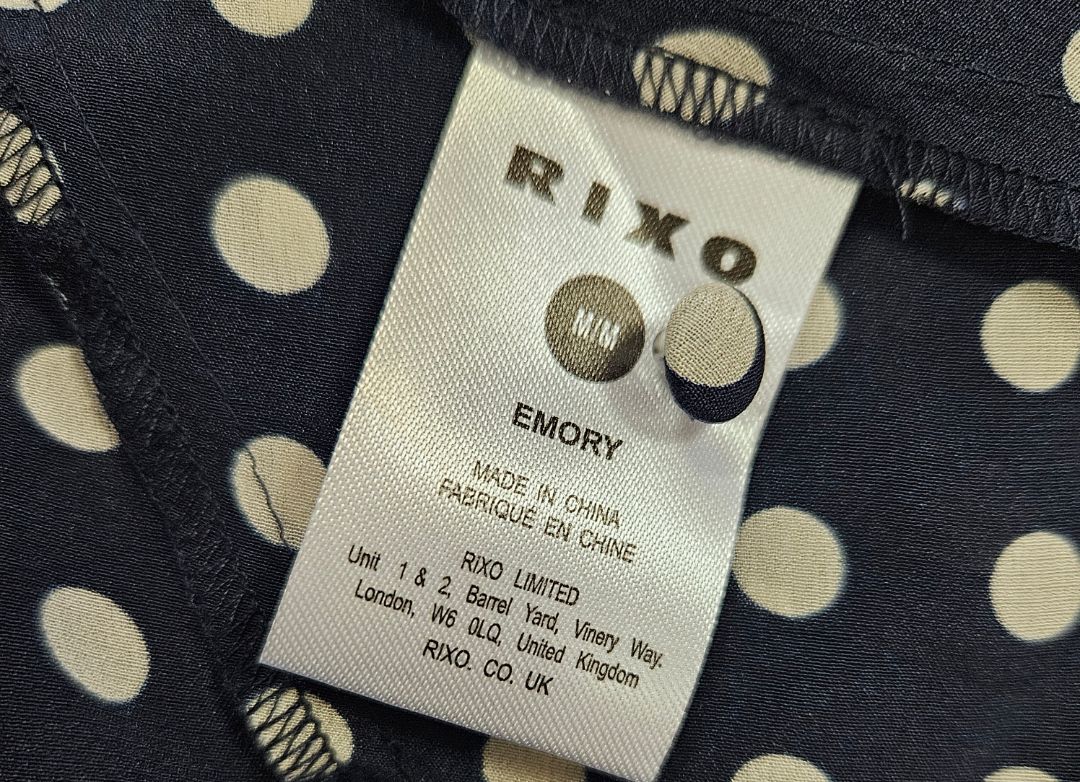 RIXO
MIN
EMORY
MADE IN CHINA
FABRIQUÉ EN CHINE
RIXO LIMITED
Unit 1 & 2, Barrel Yard, Vinery Way.
London, W6 0LQ, United Kingdom
RIXO. CO. UK